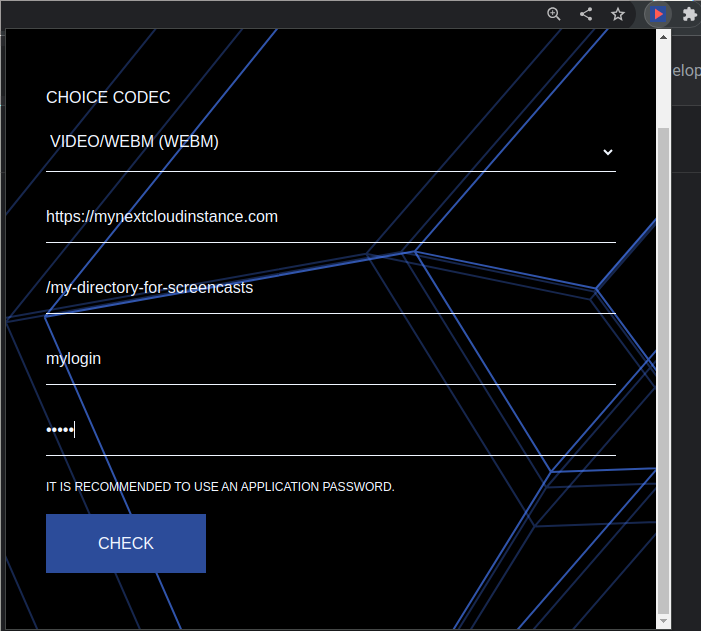 elop
CHOICE CODEC
VIDEO/WEBM (WEBM)
https://mynextcloudinstance.com
/my-directory-for-screencasts
mylogin
•••••
IT IS RECOMMENDED TO USE AN APPLICATION PASSWORD.
CHECK